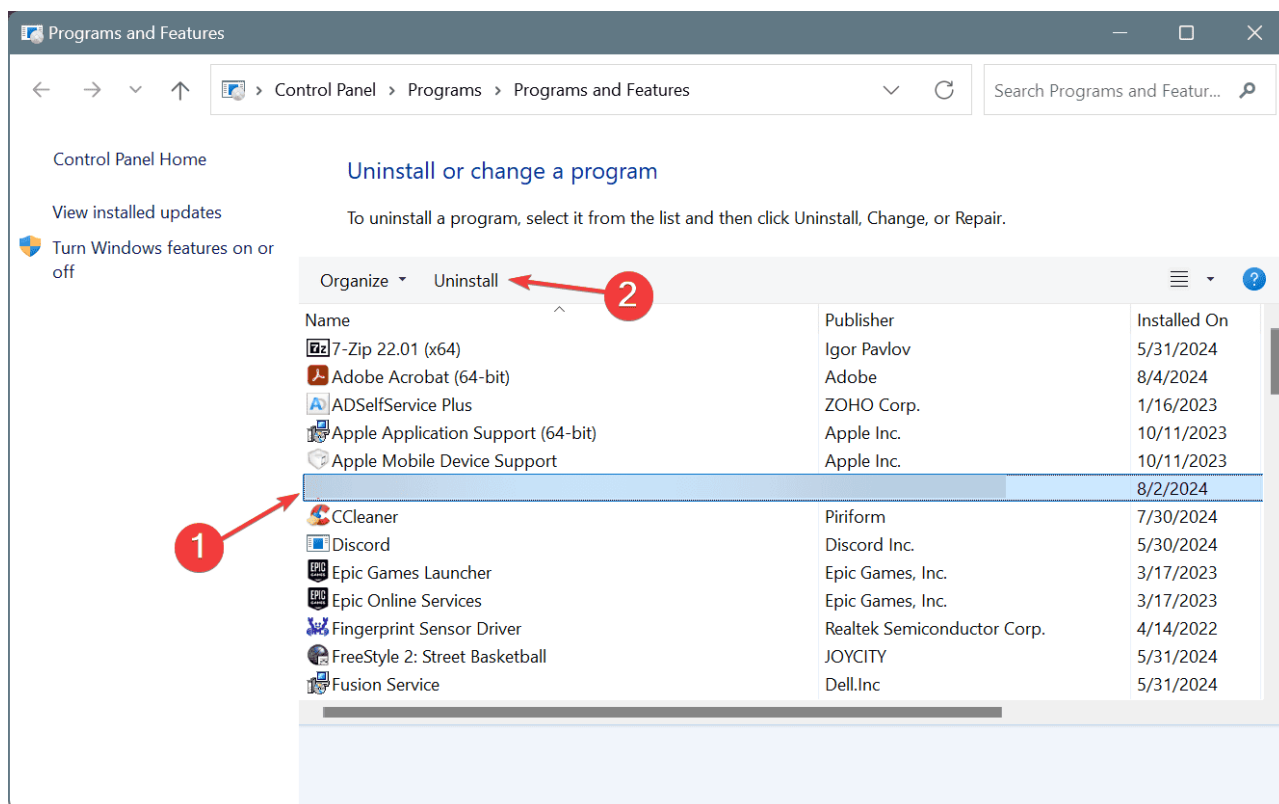 Programs and Features
Control Panel > Programs > Programs and Features
Search Programs and Featur...
Control Panel Home
View installed updates
Turn Windows features on or
off
Uninstall or change a program
To uninstall a program, select it from the list and then click Uninstall, Change, or Repair.
Organize Uninstall
2
?
Name Publisher Installed On
7z 7-Zip 22.01 (x64) Igor Pavlov 5/31/2024
Adobe Acrobat (64-bit) Adobe 8/4/2024
ADSelfService Plus ZOHO Corp. 1/16/2023
Apple Application Support (64-bit) Apple Inc. 10/11/2023
Apple Mobile Device Support Apple Inc. 10/11/2023
8/2/2024
1
CCleaner Piriform 7/30/2024
Discord Discord Inc. 5/30/2024
EPIC GAMES Epic Games Launcher Epic Games, Inc. 3/17/2023
EPIC GAMES Epic Online Services Epic Games, Inc. 3/17/2023
Fingerprint Sensor Driver Realtek Semiconductor Corp. 4/14/2022
FreeStyle 2: Street Basketball JOYCITY 5/31/2024
Fusion Service Dell.Inc 5/31/2024